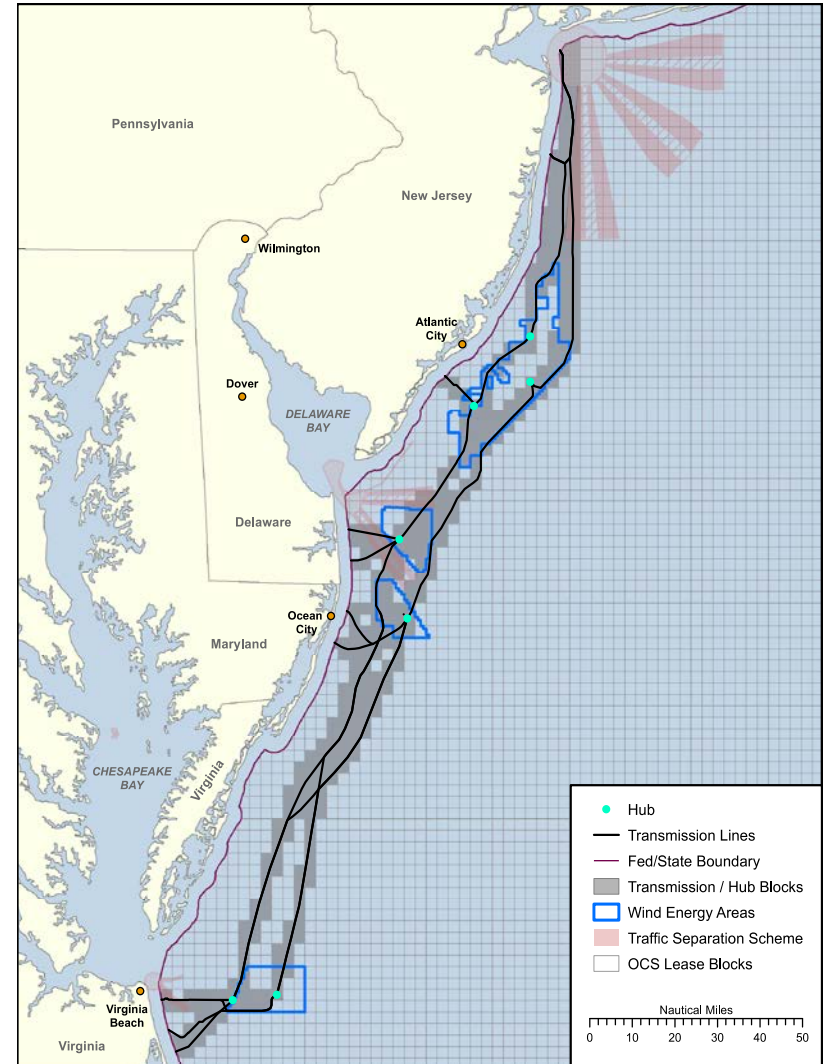 Pennsylvania
New Jersey
Wilmington
Atlantic
City
Dover
DELAWARE
BAY
Delaware
Ocean
City
Maryland
CHESAPEAKE
BAY
Virginia
Virginia
Beach
Virginia
Hub
Transmission Lines
Fed/State Boundary
Transmission / Hub Blocks
Wind Energy Areas
Traffic Separation Scheme
OCS Lease Blocks
Nautical Miles
0 10 20 30 40 50